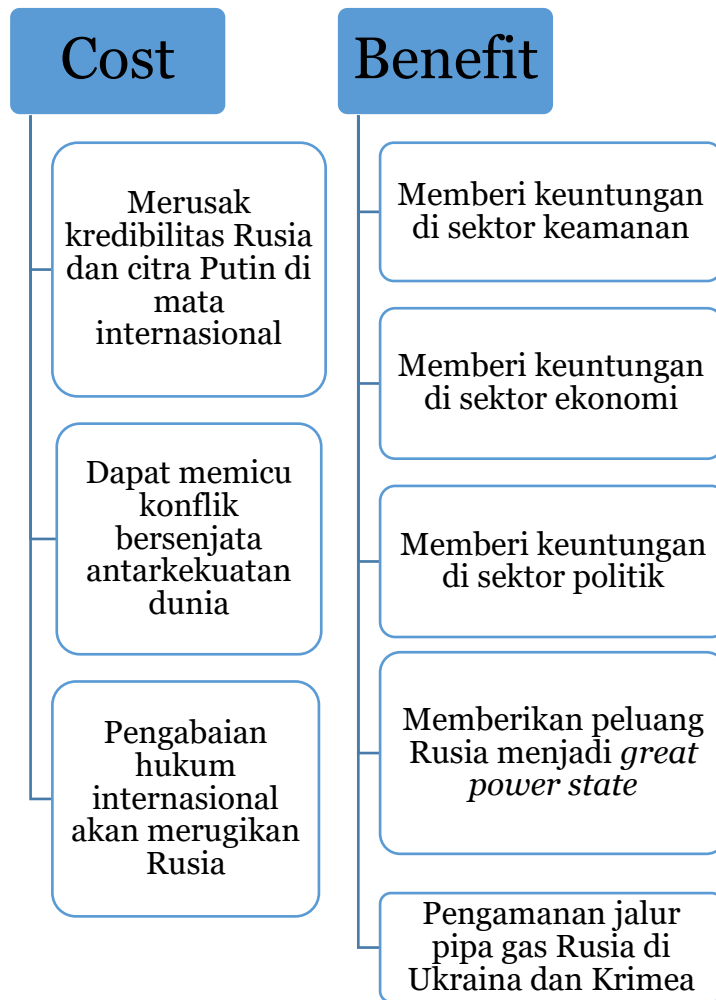 Cost
Merusak
kredibilitas Rusia
dan citra Putin di
mata
internasional
Dapat memicu
konflik
bersenjata
antarkekuatan
dunia
Pengabaian
hukum
internasional
akan merugikan
Rusia
Benefit
Memberi keuntungan
di sektor keamanan
Memberi keuntungan
di sektor ekonomi
Memberi keuntungan
di sektor politik
Memberikan peluang
Rusia menjadi great
power state
Pengamanan jalur
pipa gas Rusia di
Ukraina dan Krimea